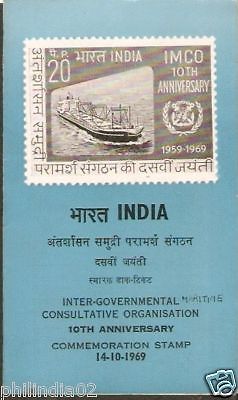 20 प. P. भारत INDIA
IMCO
10TH
ANNIVERSARY
1959-1969
अंतर्शासन समुद्री
परामर्श संगठन की दसवीं जयंती
भारत INDIA
अंतर्शासन समुद्री परामर्श संगठन
दसवीं जयंती
स्मारक डाक-टिकट
INTER-GOVERNMENTAL MARITIME
CONSULTATIVE ORGANISATION
10TH ANNIVERSARY
COMMEMORATION STAMP
14-10-1969
philindia02